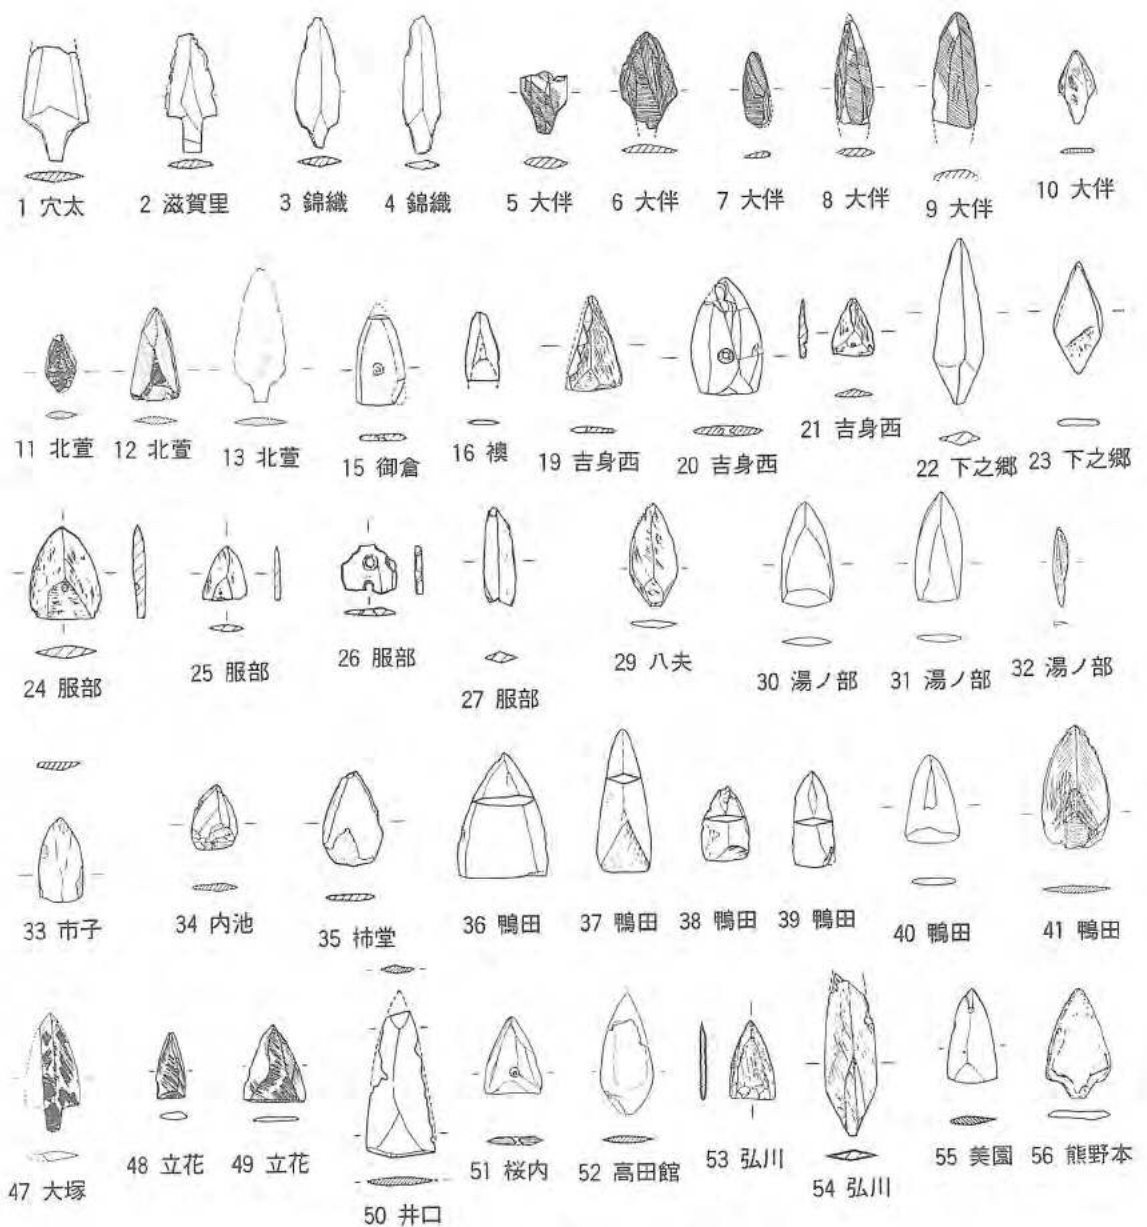 1 穴太
2 滋賀里
3 錦織
4 錦織
5 大伴
6 大伴
7 大伴
8 大伴
9 大伴
10 大伴
11 北萱
12 北萱
13 北萱
15 御倉
16 襖
19 吉身西
20 吉身西
21 吉身西
22 下之郷
23 下之郷
24 服部
25 服部
26 服部
27 服部
29 八夫
30 湯ノ部
31 湯ノ部
32 湯ノ部
33 市子
34 内池
35 柿堂
36 鴨田
37 鴨田
38 鴨田
39 鴨田
40 鴨田
41 鴨田
47 大塚
48 立花
49 立花
50 井口
51 桜内
52 高田館
53 弘川
54 弘川
55 美園
56 熊野本